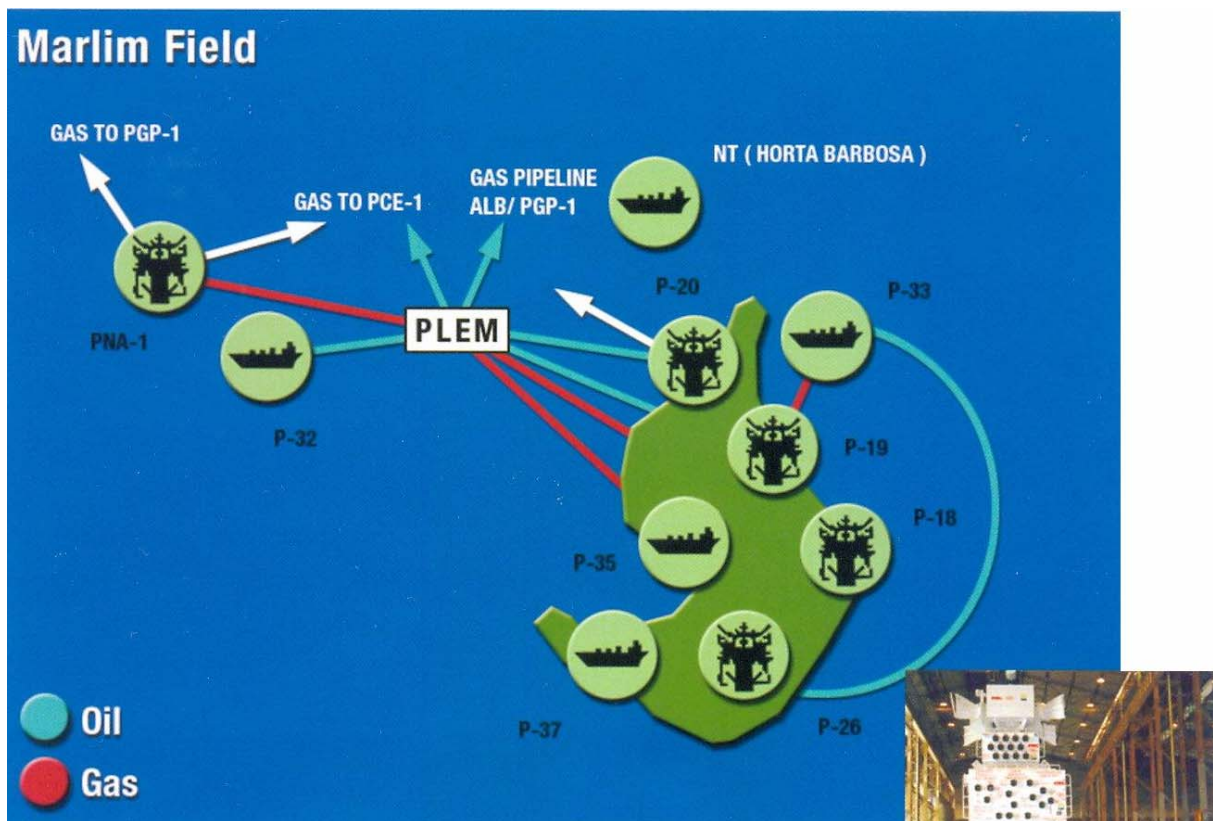 Marlim Field
GAS TO PGP-1
NT ( HORTA BARBOSA )
GAS PIPELINE
ALB/ PGP-1
GAS TO PCE-1
P-20
P-33
PLEM
PNA-1
P-32
P-19
P-18
P-35
P-37
P-26
Oil
Gas